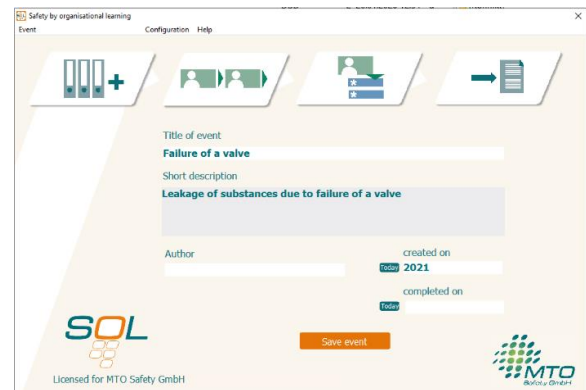 Safety by organisational learning
Event Configuration Help
Title of event
Failure of a valve
Short description
Leakage of substances due to failure of a valve
Author
created on
Today 2021
completed on
Today
Save event
SOL
MTO
Safety GmbH
Licensed for MTO Safety GmbH